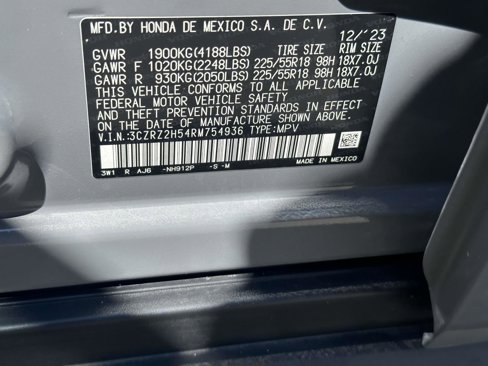 MFD. BY HONDA DE MEXICO S.A. DE C.V.
12/'23
GVWR 1900KG(4188LBS) TIRE SIZE RIM SIZE
GAWR F 1020KG(2248LBS) 225/55R18 98H 18X7.0J
GAWR R 930KG(2050LBS) 225/55R18 98H 18X7.0J
THIS VEHICLE CONFORMS TO ALL APPLICABLE
FEDERAL MOTOR VEHICLE SAFETY
AND THEFT PREVENTION STANDARDS IN EFFECT
ON THE DATE OF MANUFACTURE SHOWN ABOVE.
V.I.N:3CZRZ2H54RM754936 TYPE:MPV
3W1 R AJ6 -NH912P -S -M MADE IN MEXICO